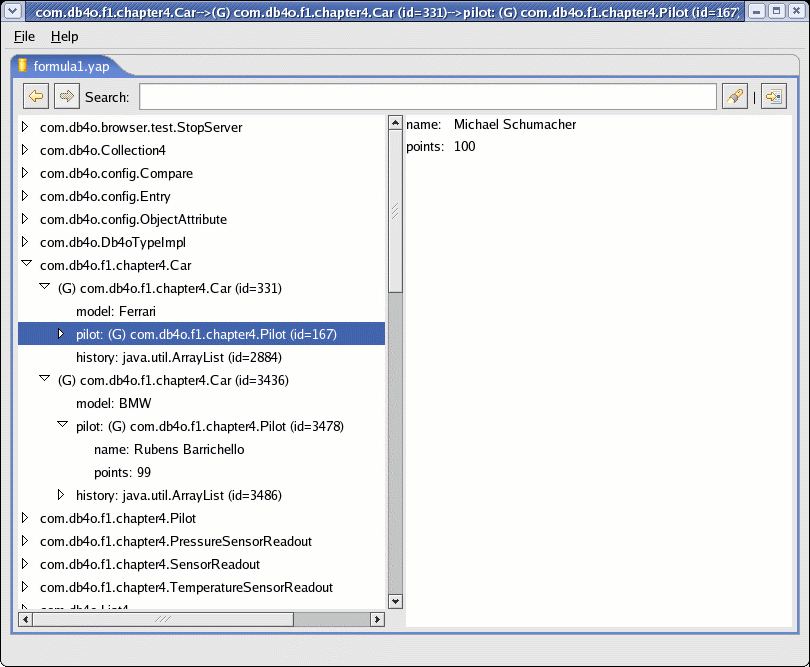 com.db4o.f1.chapter4.Car-->(G) com.db4o.f1.chapter4.Car (id=331)-->pilot: (G) com.db4o.f1.chapter4.Pilot (id=167)
File Help
formula1.yap
Search:
com.db4o.browser.test.StopServer
com.db4o.Collection4
com.db4o.config.Compare
com.db4o.config.Entry
com.db4o.config.ObjectAttribute
com.db4o.Db4oTypeImpl
com.db4o.f1.chapter4.Car
(G) com.db4o.f1.chapter4.Car (id=331)
model: Ferrari
pilot: (G) com.db4o.f1.chapter4.Pilot (id=167)
history: java.util.ArrayList (id=2884)
(G) com.db4o.f1.chapter4.Car (id=3436)
model: BMW
pilot: (G) com.db4o.f1.chapter4.Pilot (id=3478)
name: Rubens Barrichello
points: 99
history: java.util.ArrayList (id=3486)
com.db4o.f1.chapter4.Pilot
com.db4o.f1.chapter4.PressureSensorReadout
com.db4o.f1.chapter4.SensorReadout
com.db4o.f1.chapter4.TemperatureSensorReadout
com.db4o.List4
name: Michael Schumacher
points: 100